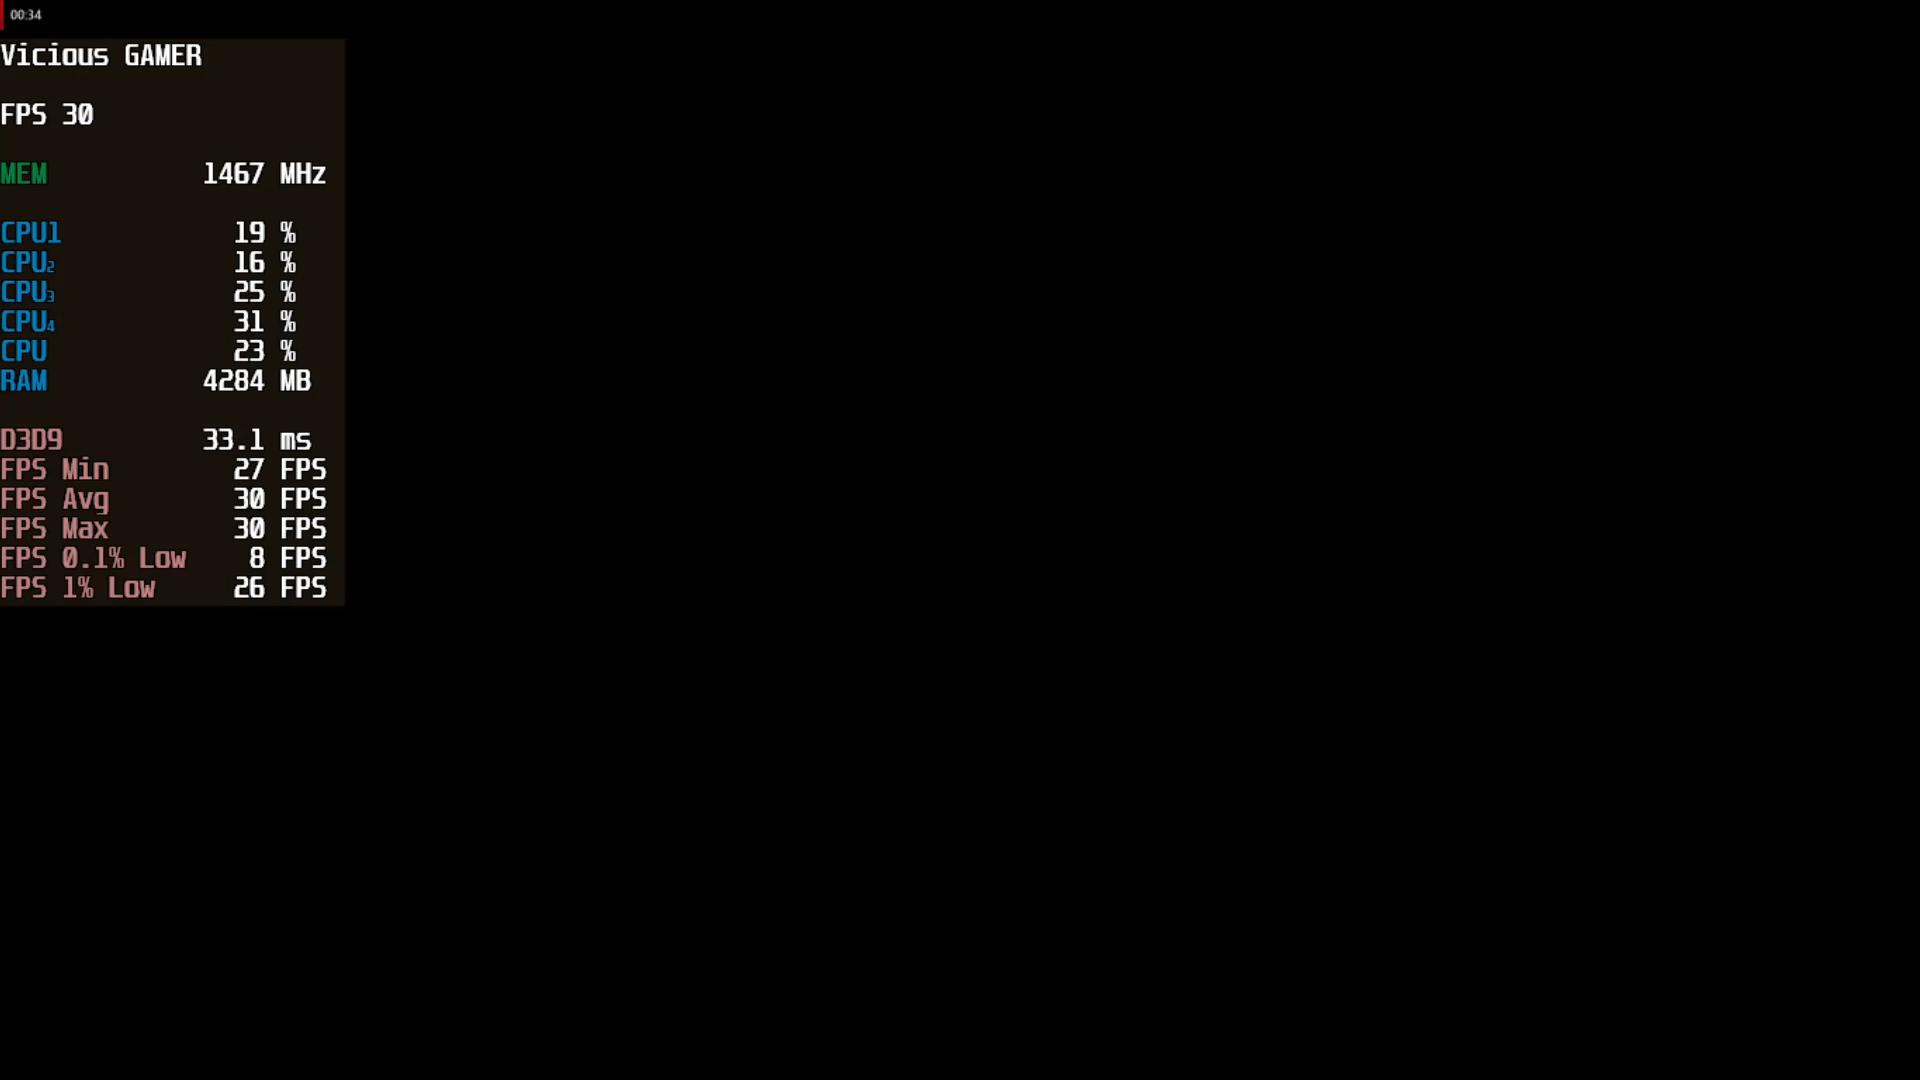 00:34
Vicious GAMER
FPS 30
MEM 1467 MHz
CPU1 19 %
CPU2 16 %
CPU3 25 %
CPU4 31 %
CPU 23 %
RAM 4284 MB
D3D9 33.1 ms
FPS Min 27 FPS
FPS Avg 30 FPS
FPS Max 30 FPS
FPS 0.1% Low 8 FPS
FPS 1% Low 26 FPS